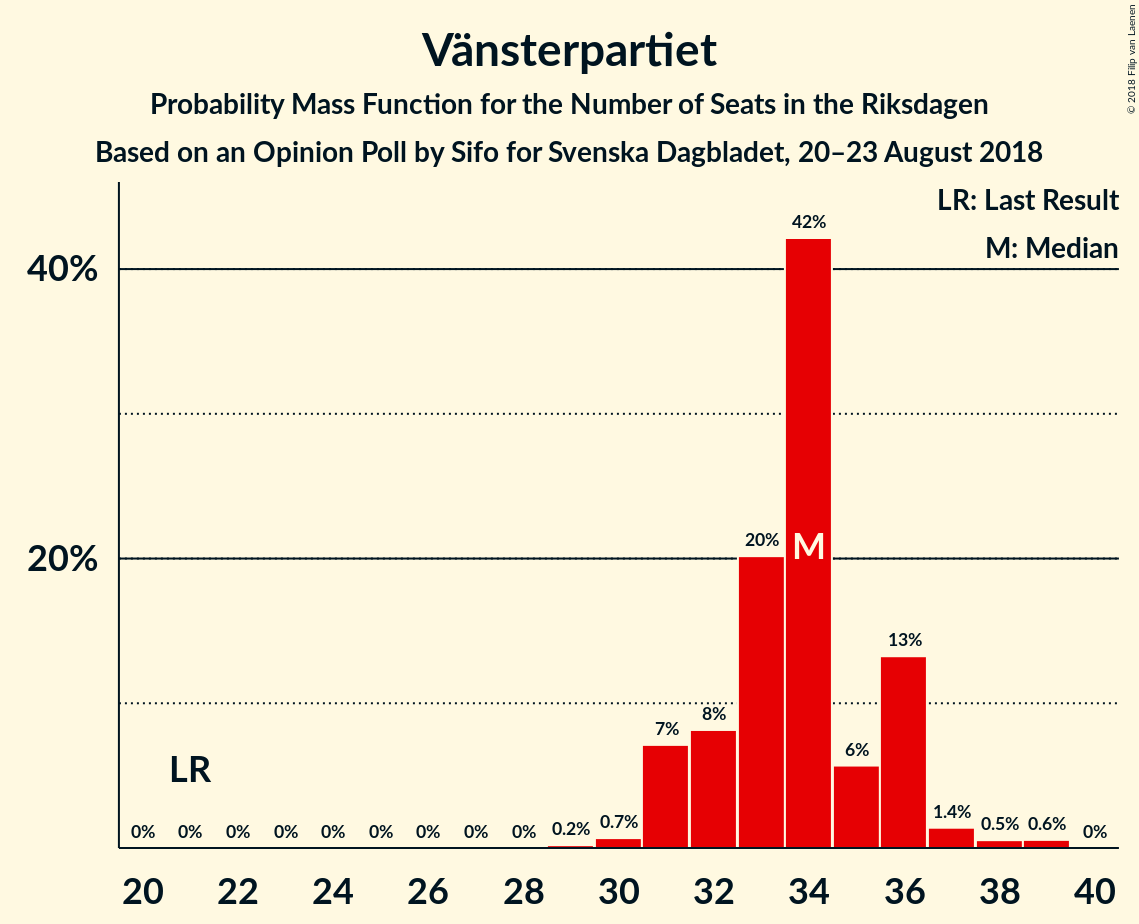 Vänsterpartiet
Probability Mass Function for the Number of Seats in the Riksdagen
Based on an Opinion Poll by Sifo for Svenska Dagbladet, 20–23 August 2018
© 2018 Filip van Laenen
LR: Last Result
M: Median
42%
40%
20%
20%
M
13%
8%
7%
6%
LR
1.4%
0% 0% 0% 0% 0% 0% 0% 0% 0% 0.2% 0.7% 0.5% 0.6% 0%
20 22 24 26 28 30 32 34 36 38 40